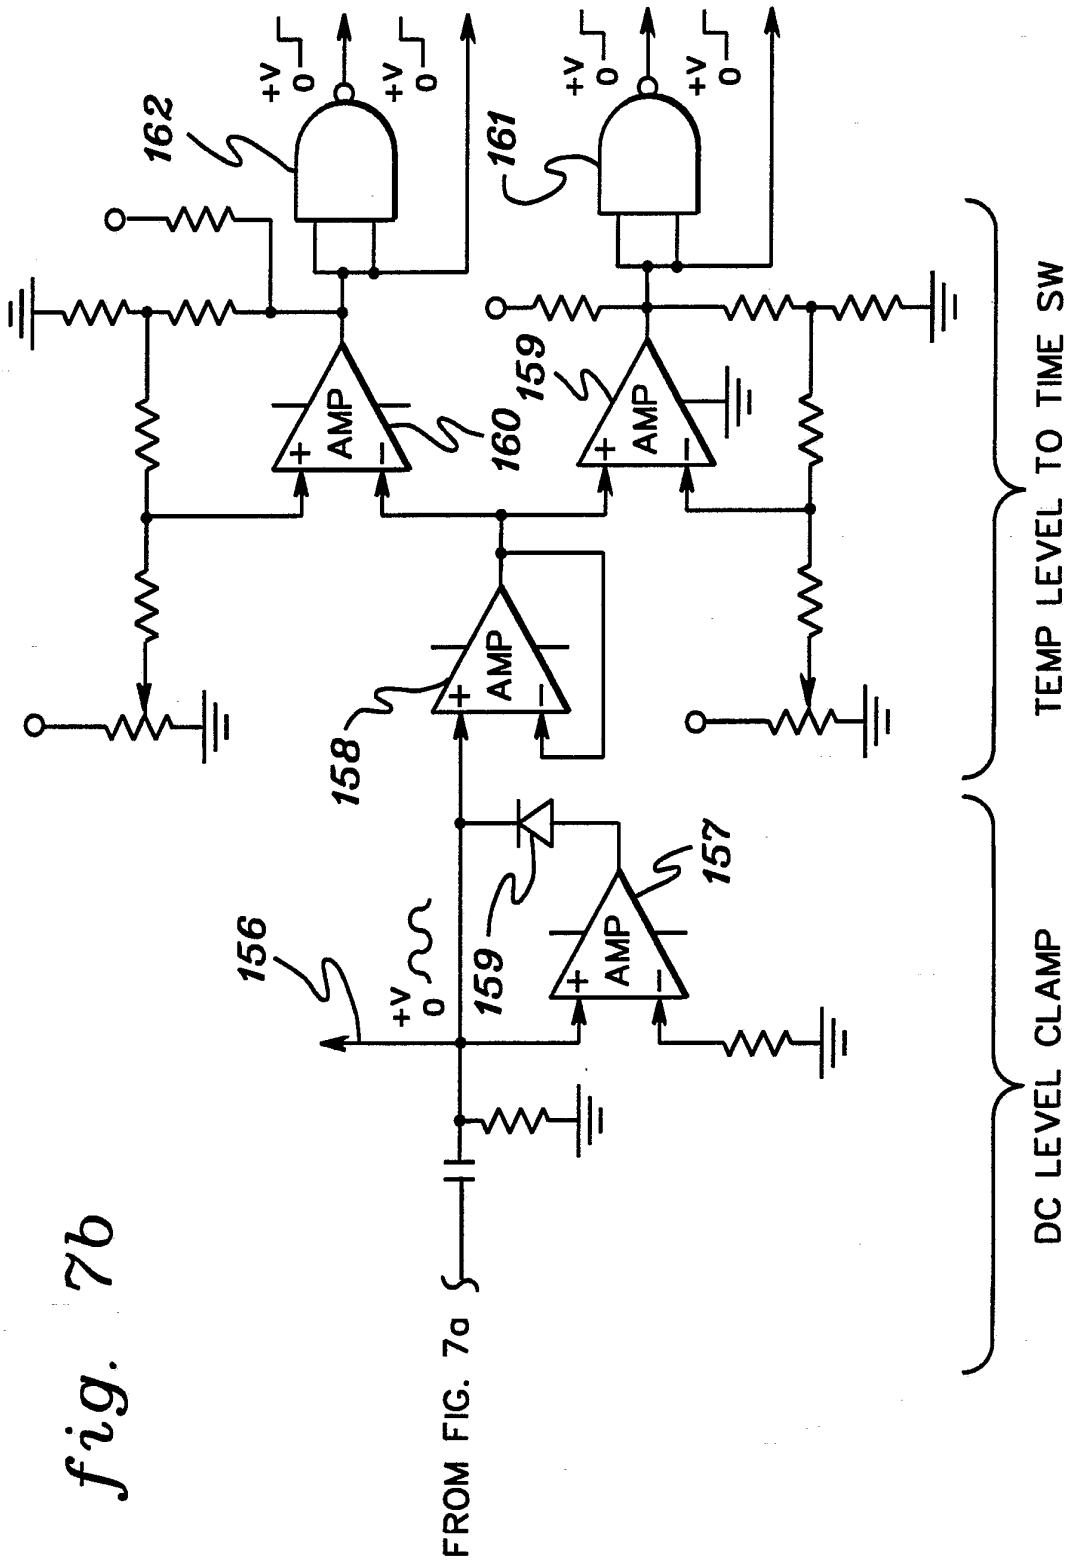 fig. 7b
162
156
+V
0
+
AMP
–
158
+V
0
+V
0
FROM FIG. 7a
+
AMP
–
160
161
159
159
+V
0
+
AMP
–
+
AMP
–
157
+V
0
DC LEVEL CLAMP
TEMP LEVEL TO TIME SW